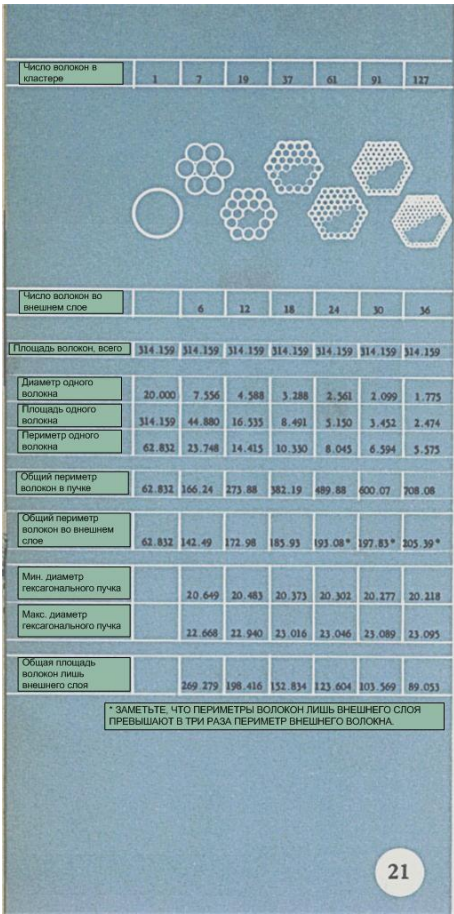 Число волокон в
кластере 1 7 19 37 61 91 127
Число волокон во
внешнем слое 6 12 18 24 30 36
Площадь волокон, всего 314.159 314.159 314.159 314.159 314.159 314.159 314.159
Диаметр одного
волокна 20.000 7.556 4.588 3.288 2.561 2.099 1.775
Площадь одного
волокна 314.159 44.880 16.535 8.491 5.150 3.452 2.474
Периметр одного
волокна 62.832 23.748 14.415 10.330 8.045 6.594 5.575
Общий периметр
волокон в пучке 62.832 166.24 273.88 382.19 489.88 600.07 708.08
Общий периметр
волокон во внешнем
слое 62.832 142.49 172.98 185.93 193.08* 197.83* 205.39*
Мин. диаметр
гексагонального пучка 20.649 20.483 20.373 20.302 20.277 20.218
Макс. диаметр
гексагонального пучка 22.668 22.940 23.016 23.046 23.089 23.095
Общая площадь
волокон лишь
внешнего слоя 269.279 198.416 152.834 123.604 103.569 89.053
* ЗАМЕТЬТЕ, ЧТО ПЕРИМЕТРЫ ВОЛОКОН ЛИШЬ ВНЕШНЕГО СЛОЯ
ПРЕВЫШАЮТ В ТРИ РАЗА ПЕРИМЕТР ВНЕШНЕГО ВОЛОКНА.
21